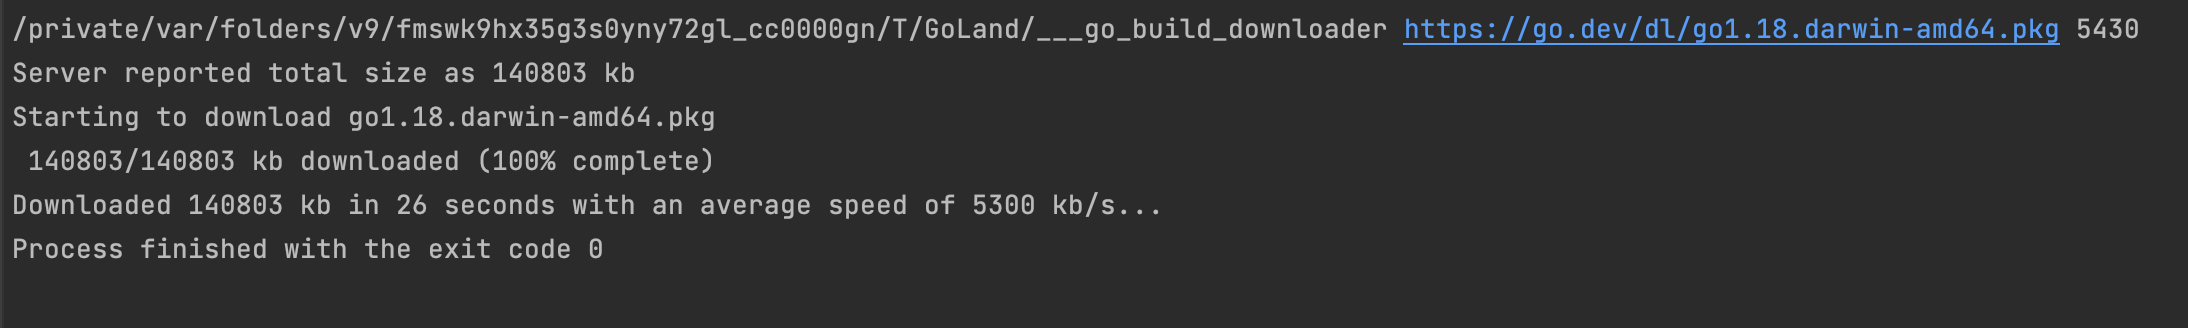 /private/var/folders/v9/fmswk9hx35g3s0yny72gl_cc0000gn/T/GoLand/___go_build_downloader https://go.dev/dl/go1.18.darwin-amd64.pkg 5430
Server reported total size as 140803 kb
Starting to download go1.18.darwin-amd64.pkg
140803/140803 kb downloaded (100% complete)
Downloaded 140803 kb in 26 seconds with an average speed of 5300 kb/s...
Process finished with the exit code 0